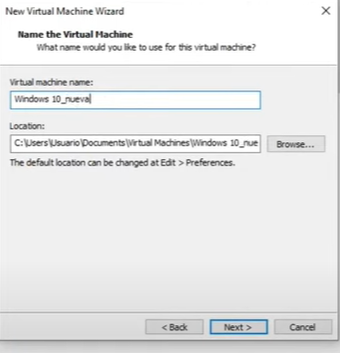 New Virtual Machine Wizard
Name the Virtual Machine
What name would you like to use for this virtual machine?
Virtual machine name:
Windows 10_nueva
Location:
C:\Users\Usuario\Documents\Virtual Machines\Windows 10_nue
Browse...
The default location can be changed at Edit > Preferences.
< Back
Next >
Cancel